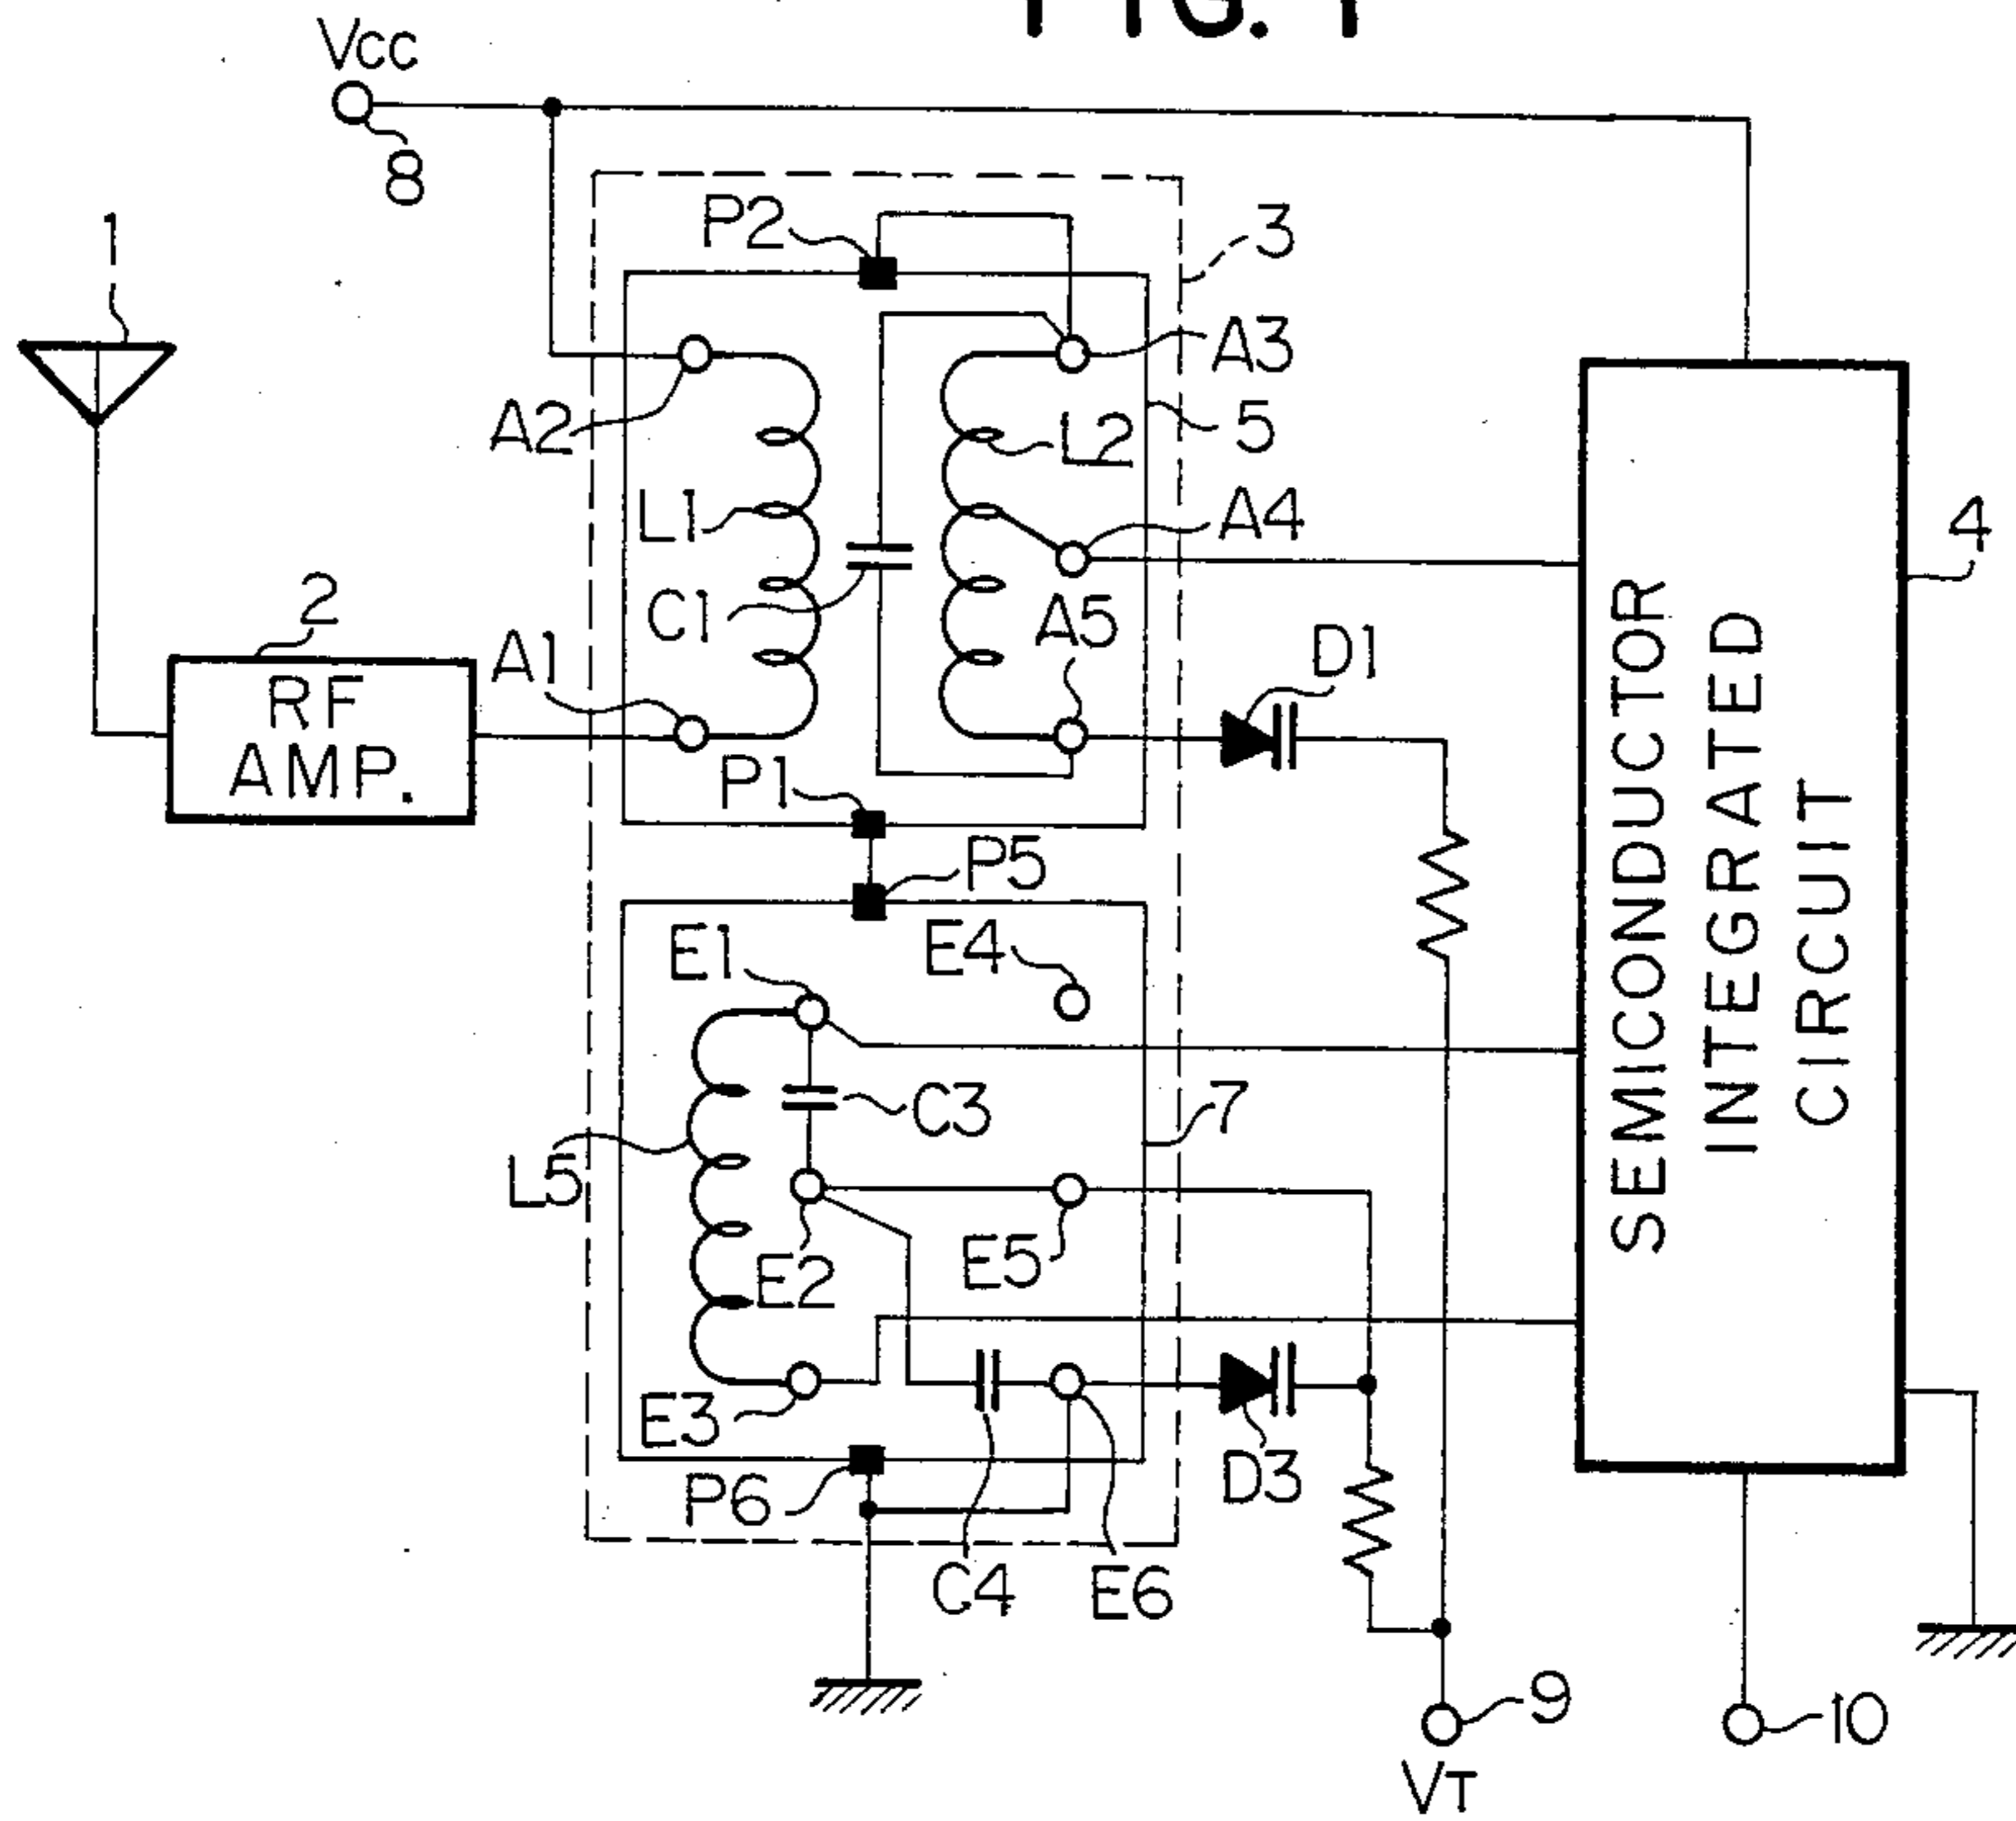 FIG. 1
VCC
8
1
P2
3
A3
A2
L2
5
L1
A4
4
2
C1
A5
A1
D1
RF
AMP.
P1
P5
E1
E4
SEMICONDUCTOR
INTEGRATED
CIRCUIT
C3
7
L5
E2
E5
E3
P6
D3
C4
E6
9
10
VT